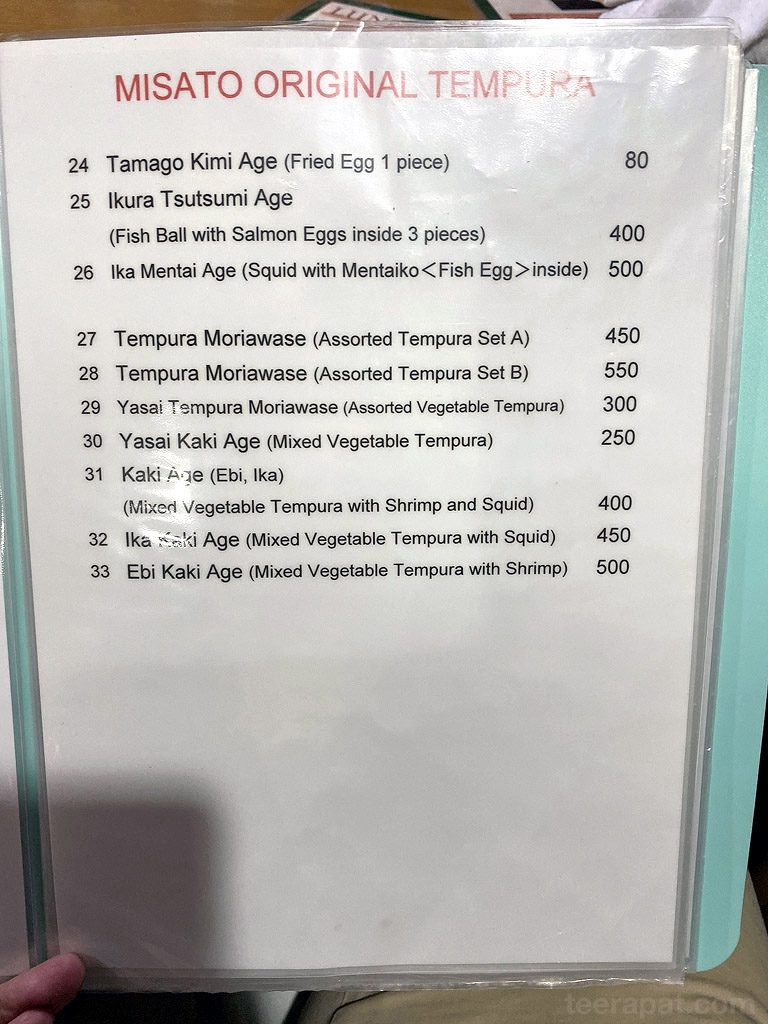 MISATO ORIGINAL TEMPURA
24 Tamago Kimi Age (Fried Egg 1 piece) 80
25 Ikura Tsutsumi Age
(Fish Ball with Salmon Eggs inside 3 pieces) 400
26 Ika Mentai Age (Squid with Mentaiko<Fish Egg>inside) 500
27 Tempura Moriawase (Assorted Tempura Set A) 450
28 Tempura Moriawase (Assorted Tempura Set B) 550
29 Yasai Tempura Moriawase (Assorted Vegetable Tempura) 300
30 Yasai Kaki Age (Mixed Vegetable Tempura) 250
31 Kaki Age (Ebi, Ika)
(Mixed Vegetable Tempura with Shrimp and Squid) 400
32 Ika Kaki Age (Mixed Vegetable Tempura with Squid) 450
33 Ebi Kaki Age (Mixed Vegetable Tempura with Shrimp) 500
teerapat.com